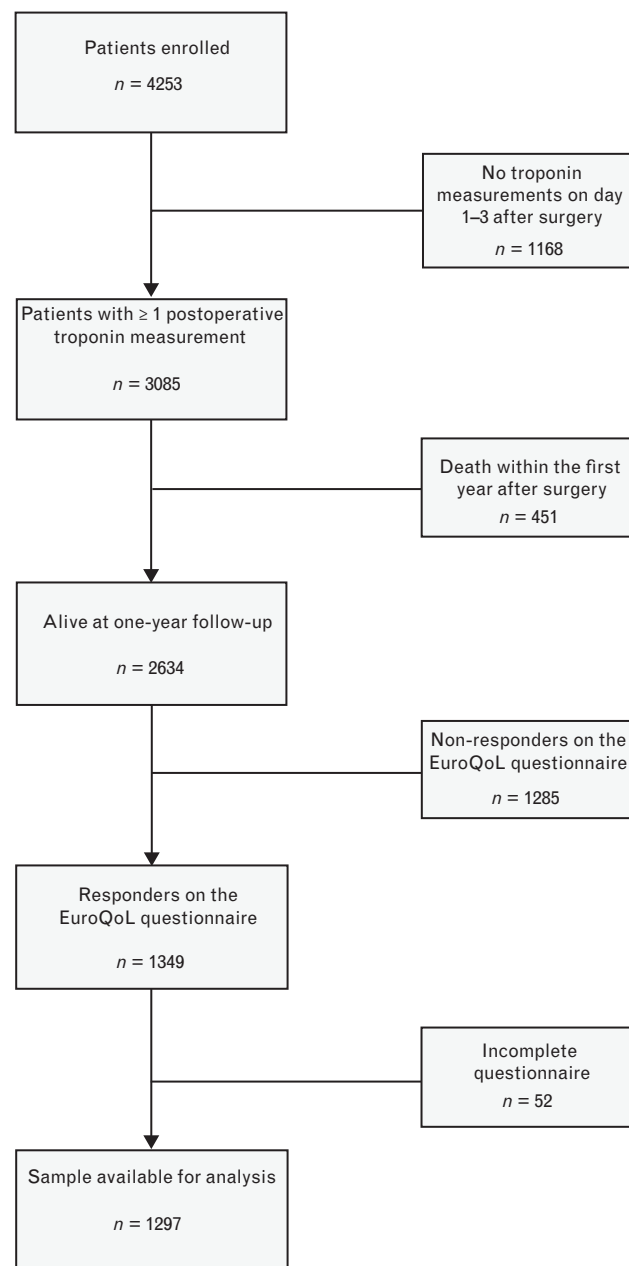 Patients enrolled
n = 4253
No troponin
measurements on day
1–3 after surgery
n = 1168
Patients with ≥ 1 postoperative
troponin measurement
n = 3085
Death within the first
year after surgery
n = 451
Alive at one-year follow-up
n = 2634
Non-responders on the
EuroQoL questionnaire
n = 1285
Responders on the
EuroQoL questionnaire
n = 1349
Incomplete
questionnaire
n = 52
Sample available for analysis
n = 1297